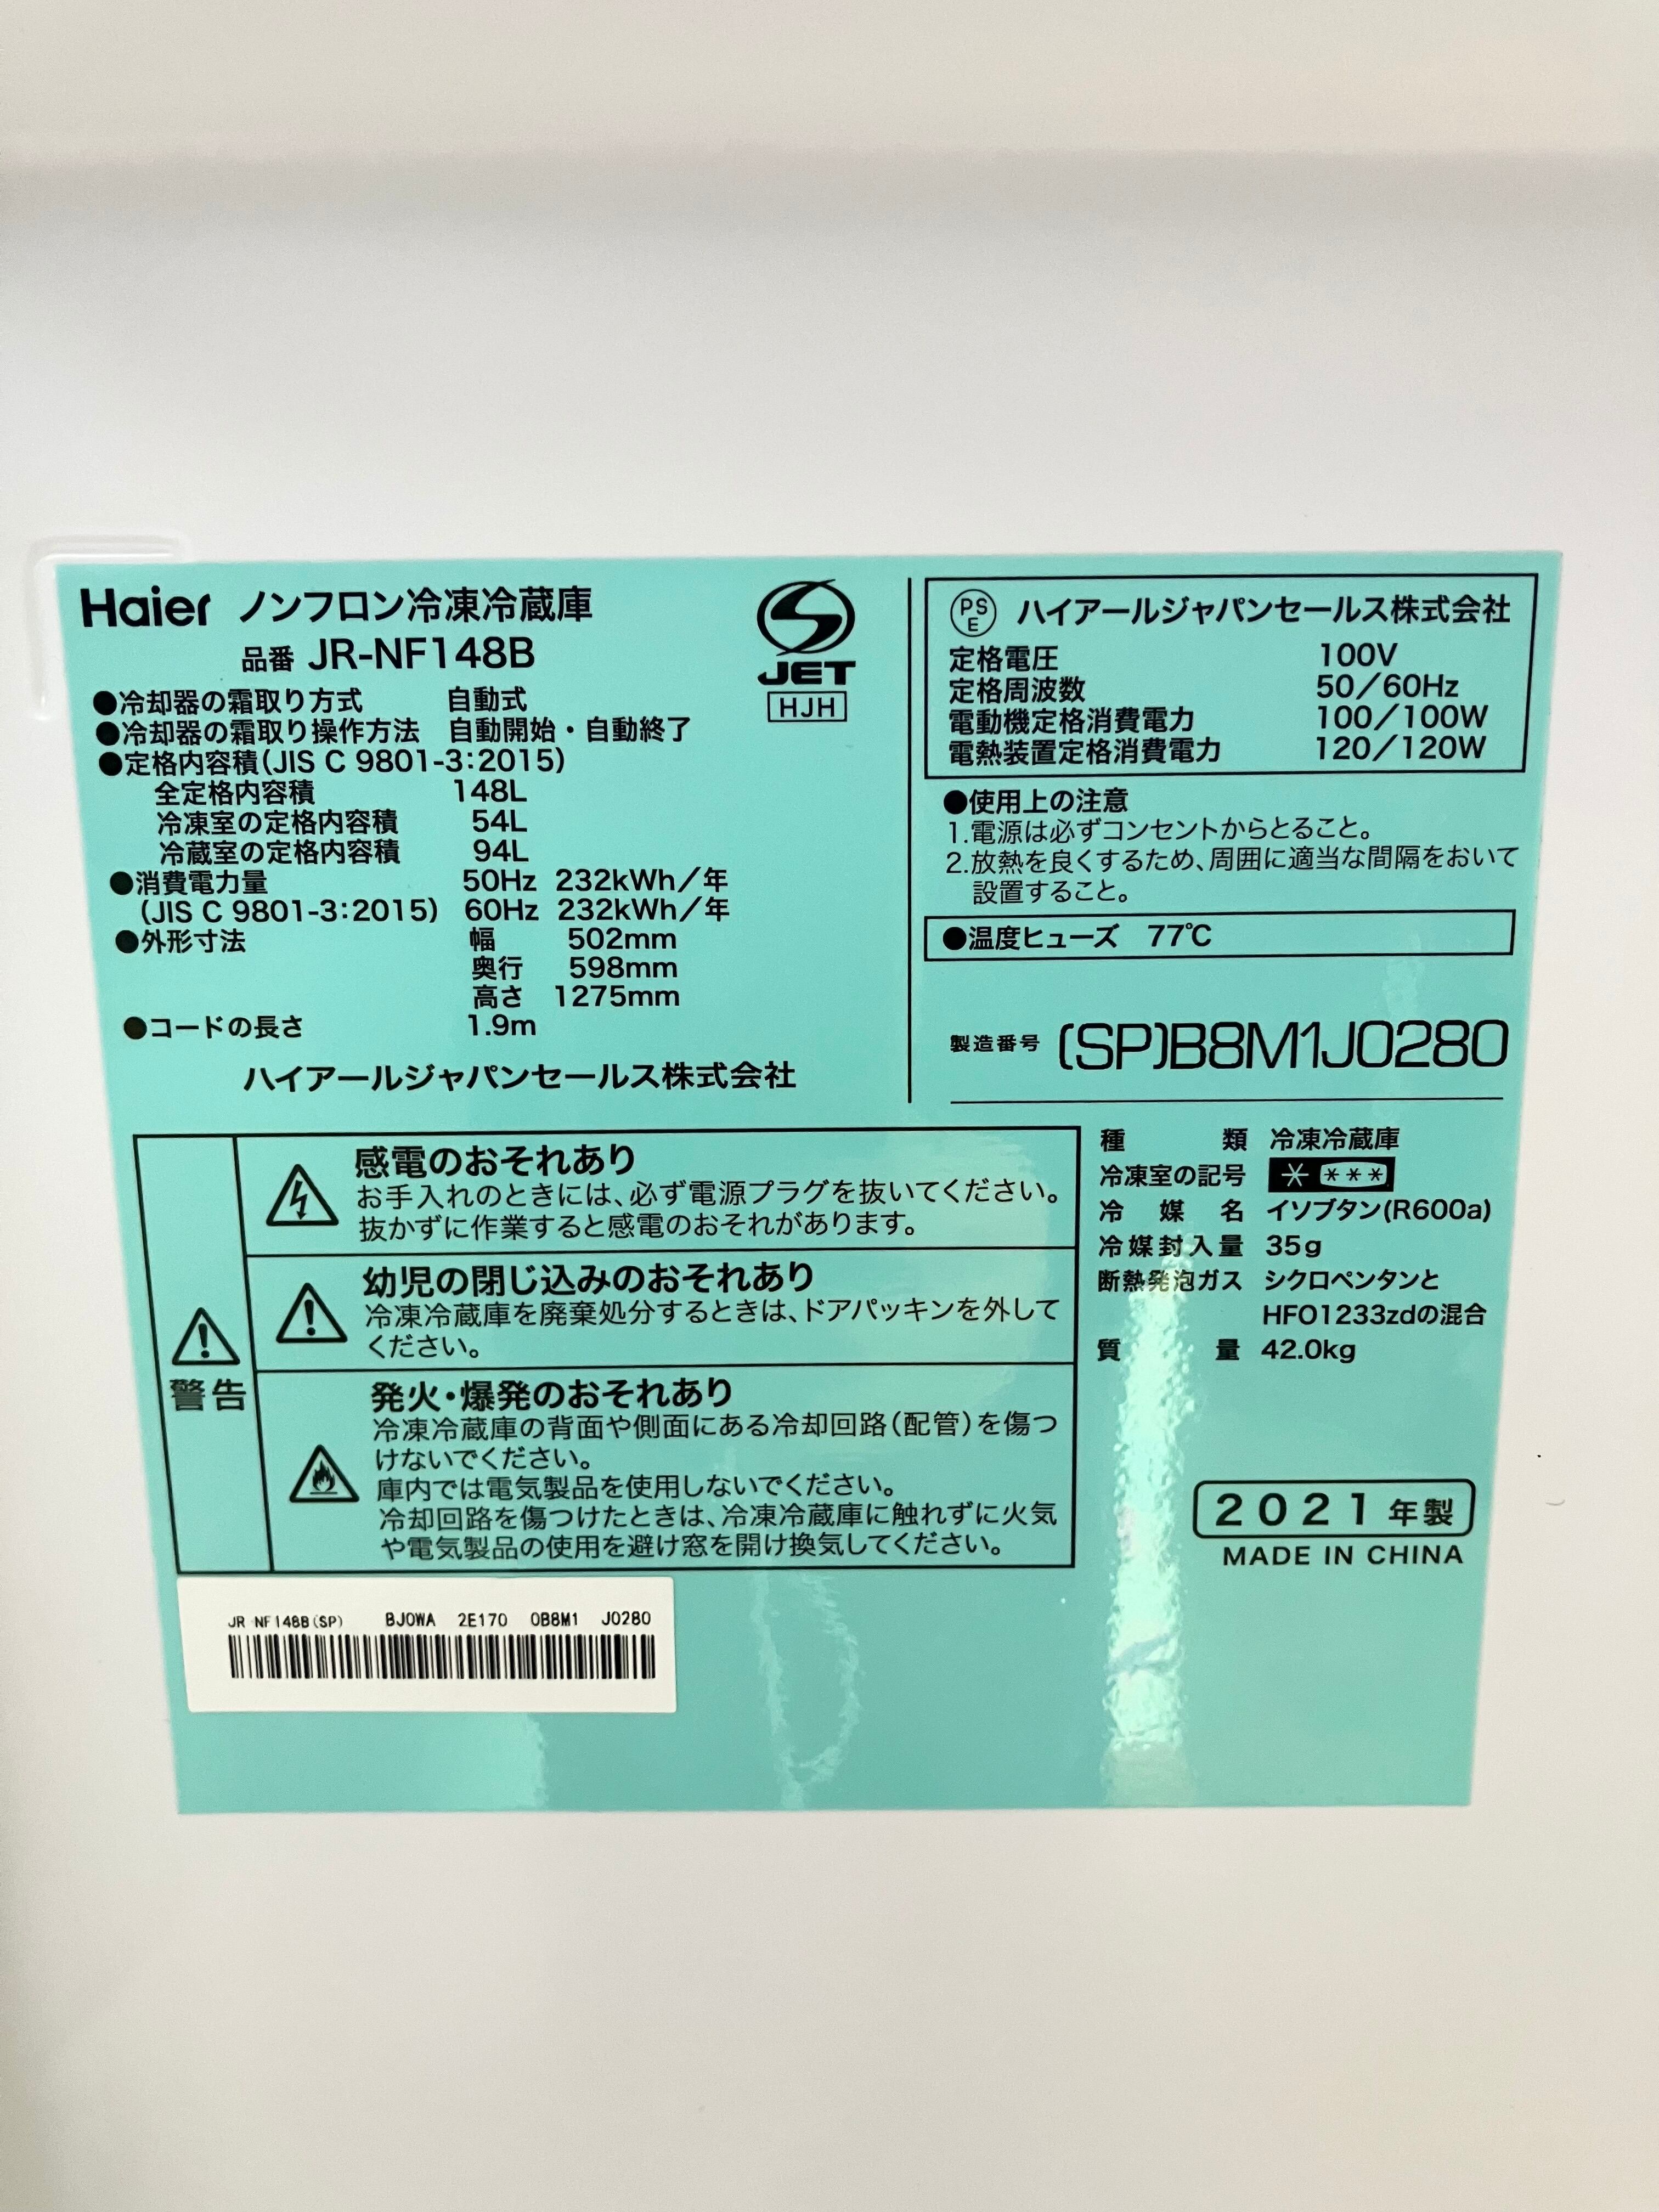 Haier ノンフロン冷凍冷蔵庫
品番 JR-NF148B
●冷却器の霜取り方式 自動式
●冷却器の霜取り操作方法 自動開始・自動終了
●定格内容積(JIS C 9801-3:2015)
全定格内容積 148L
冷凍室の定格内容積 54L
冷蔵室の定格内容積 94L
●消費電力量 50Hz 232kWh/年
(JIS C 9801-3:2015) 60Hz 232kWh/年
●外形寸法 幅 502mm
奥行 598mm
高さ 1275mm
●コードの長さ 1.9m
ハイアールジャパンセールス株式会社
JET
HJH
PSE ハイアールジャパンセールス株式会社
定格電圧 100V
定格周波数 50/60Hz
電動機定格消費電力 100/100W
電熱装置定格消費電力 120/120W
●使用上の注意
1.電源は必ずコンセントからとること。
2.放熱を良くするため、周囲に適当な間隔をおいて
設置すること。
●温度ヒューズ 77℃
製造番号 (SP)B8M1J0280
警告
感電のおそれあり
お手入れのときには、必ず電源プラグを抜いてください。
抜かずに作業すると感電のおそれがあります。
幼児の閉じ込みのおそれあり
冷凍冷蔵庫を廃棄処分するときは、ドアパッキンを外して
ください。
発火・爆発のおそれあり
冷凍冷蔵庫の背面や側面にある冷却回路(配管)を傷つ
けないでください。
庫内では電気製品を使用しないでください。
冷却回路を傷つけたときは、冷凍冷蔵庫に触れずに火気
や電気製品の使用を避け窓を開け換気してください。
種類 冷凍冷蔵庫
冷凍室の記号 * ***
冷媒名 イソブタン(R600a)
冷媒封入量 35g
断熱発泡ガス シクロペンタンと
HFO1233zdの混合
質量 42.0kg
2021年製
MADE IN CHINA
JR-NF148B(SP) BJ0WA 2E170 0B8M1 J0280